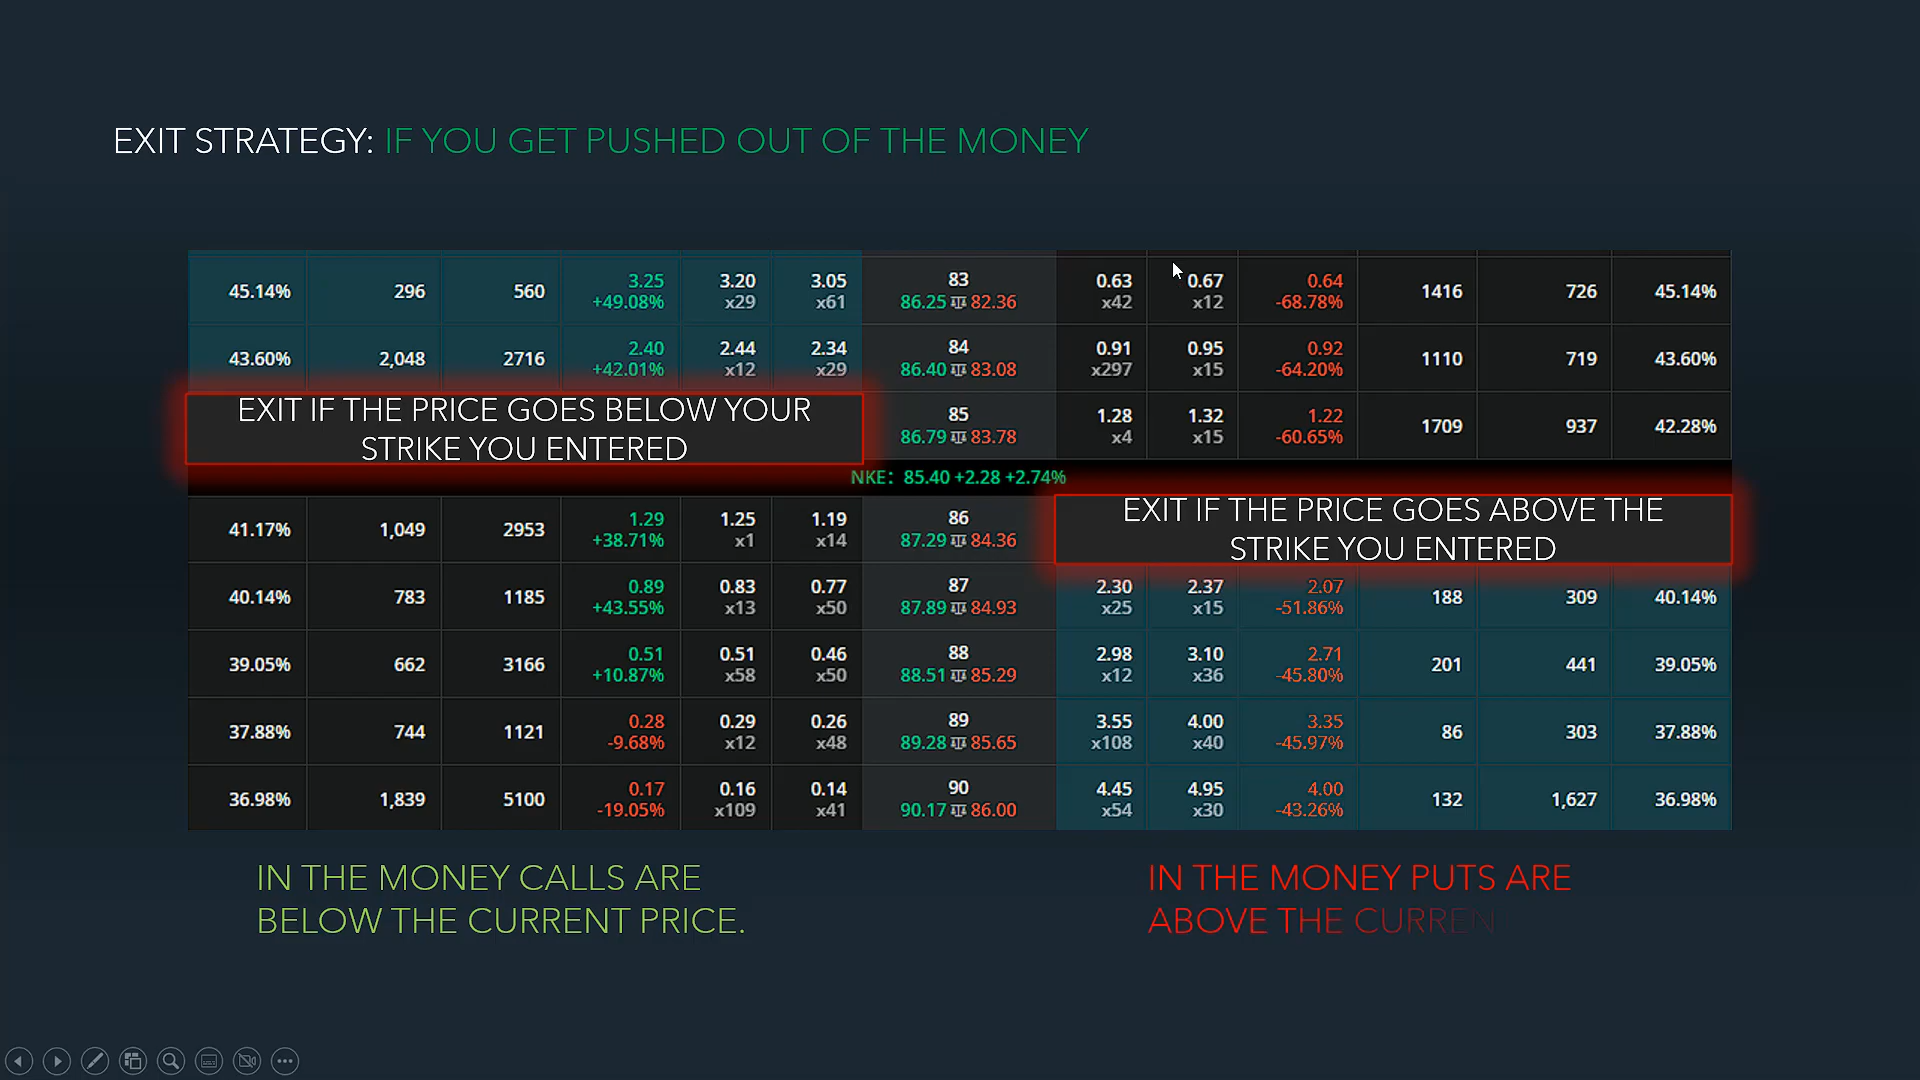 EXIT STRATEGY: IF YOU GET PUSHED OUT OF THE MONEY
45.14% 296 560 3.25 3.20 3.05 83 0.63 0.67 0.64 1416 726 45.14%
+49.08% x29 x61 86.25 82.36 x42 x12 -68.78%
43.60% 2,048 2716 2.40 2.44 2.34 84 0.91 0.95 0.92 1110 719 43.60%
+42.01% x12 x29 86.40 83.08 x297 x15 -64.20%
EXIT IF THE PRICE GOES BELOW YOUR
STRIKE YOU ENTERED
85 1.28 1.32 1.22 1709 937 42.28%
86.79 83.78 x4 x15 -60.65%
NKE: 85.40 +2.28 +2.74%
41.17% 1,049 2953 1.29 1.25 1.19 86
+38.71% x1 x14 87.29 84.36
EXIT IF THE PRICE GOES ABOVE THE
STRIKE YOU ENTERED
40.14% 783 1185 0.89 0.83 0.77 87 2.30 2.37 2.07 188 309 40.14%
+43.55% x13 x50 87.89 84.93 x25 x15 -51.86%
39.05% 662 3166 0.51 0.51 0.46 88 2.98 3.10 2.71 201 441 39.05%
+10.87% x58 x50 88.51 85.29 x12 x36 -45.80%
37.88% 744 1121 0.28 0.29 0.26 89 3.55 4.00 3.35 86 303 37.88%
-9.68% x12 x48 89.28 85.65 x108 x40 -45.97%
36.98% 1,839 5100 0.17 0.16 0.14 90 4.45 4.95 4.00 132 1,627 36.98%
-19.05% x109 x41 90.17 86.00 x54 x30 -43.26%
IN THE MONEY CALLS ARE
BELOW THE CURRENT PRICE.
IN THE MONEY PUTS ARE
ABOVE THE CURREN